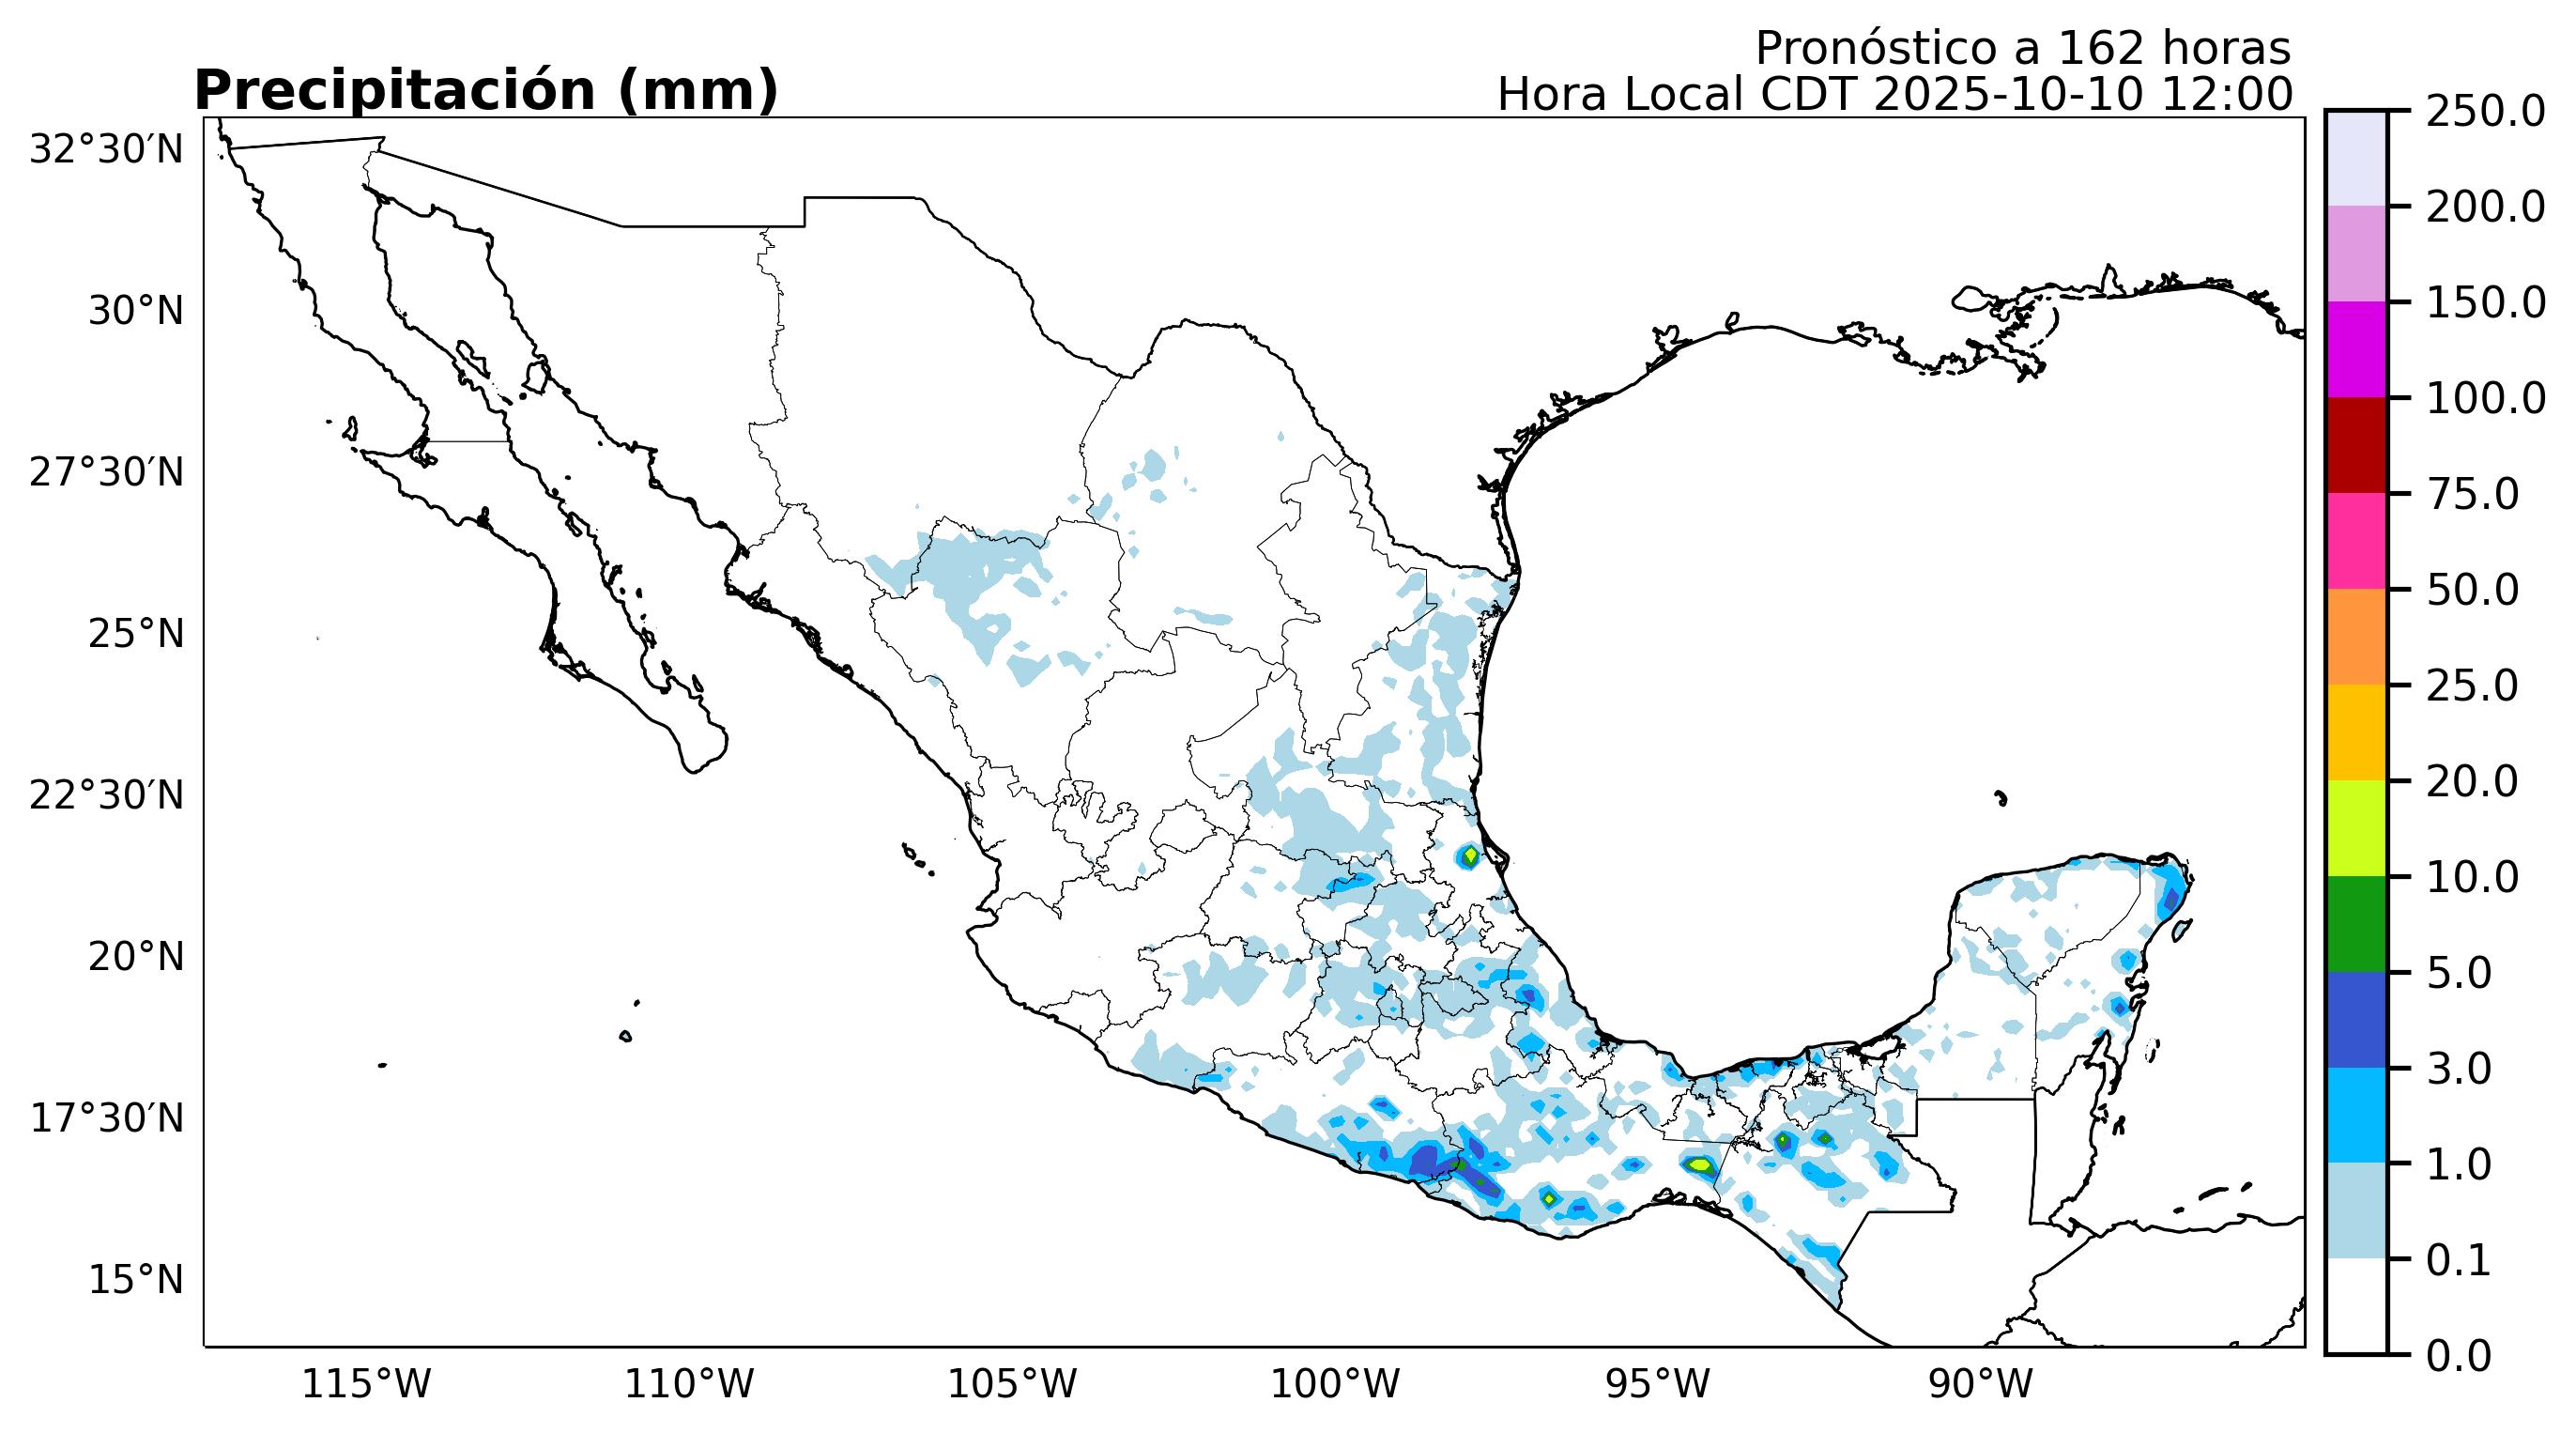 Pronóstico a 162 horas
Precipitación (mm)
Hora Local CDT 2025-10-10 12:00
32°30′N
30°N
27°30′N
25°N
22°30′N
20°N
17°30′N
15°N
115°W
110°W
105°W
100°W
95°W
90°W
250.0
200.0
150.0
100.0
75.0
50.0
25.0
20.0
10.0
5.0
3.0
1.0
0.1
0.0